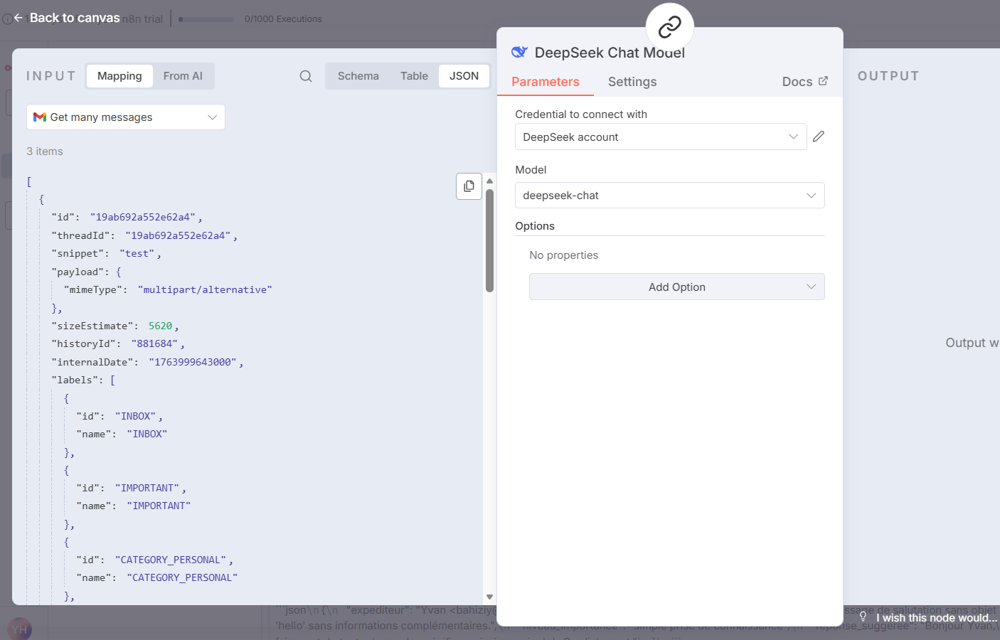 Back to canvas
n8n trial
0/1000 Executions
INPUT
Mapping
From AI
Schema
Table
JSON
Get many messages
3 items
[
{
"id": "19ab692a552e62a4",
"threadId": "19ab692a552e62a4",
"snippet": "test",
"payload": {
"mimeType": "multipart/alternative"
},
"sizeEstimate": 5620,
"historyId": "881684",
"internalDate": "1763999643000",
"labels": [
{
"id": "INBOX",
"name": "INBOX"
},
{
"id": "IMPORTANT",
"name": "IMPORTANT"
},
{
"id": "CATEGORY_PERSONAL",
"name": "CATEGORY_PERSONAL"
},
DeepSeek Chat Model
Parameters
Settings
Docs
Credential to connect with
DeepSeek account
Model
deepseek-chat
Options
No properties
Add Option
OUTPUT
Output w
```json\n{\n "expediteur": "Yvan <bahiziy@ ssage de salutation sans objet
I wish this node would...
YH
'hello' sans informations complémentaires.",\n "niveau_importance": "simple prise de connaissance",\n "reponse_suggeree": "Bonjour Yvan,\